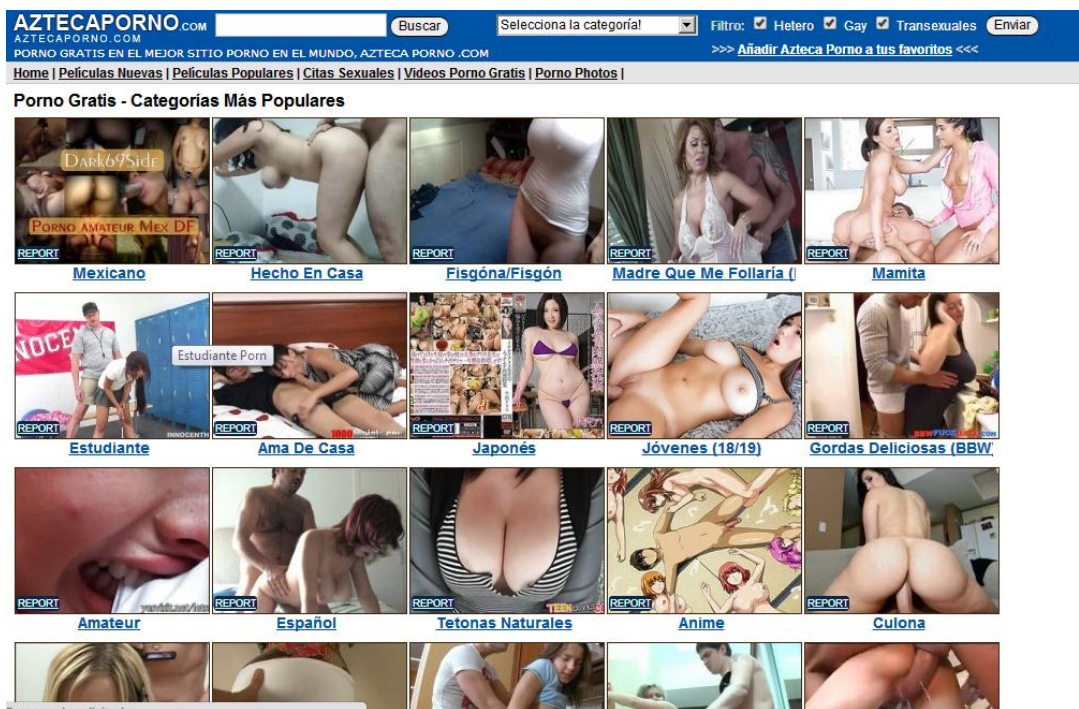 AZTECAPORNO.COM
Buscar
Selecciona la categoría!
Filtro: Hetero Gay Transexuales Enviar
AZTECAPORNO.COM
PORNO GRATIS EN EL MEJOR SITIO PORNO EN EL MUNDO, AZTECA PORNO .COM
>>> Añadir Azteca Porno a tus favoritos <<<
Home | Películas Nuevas | Películas Populares | Citas Sexuales | Videos Porno Gratis | Porno Photos |
Porno Gratis - Categorías Más Populares
DARK69SIDE
PORNO AMATEUR MEX DF
REPORT REPORT REPORT REPORT REPORT
Mexicano Hecho En Casa Fisgóna/Fisgón Madre Que Me Follaría ( Mamita
NOCE
Estudiante Porn
INNOCENTH
REPORT REPORT REPORT REPORT REPORT
Estudiante Ama De Casa Japonés Jóvenes (18/19) Gordas Deliciosas (BBW)
REPORT REPORT REPORT REPORT REPORT
Amateur Español Tetonas Naturales Anime Culona